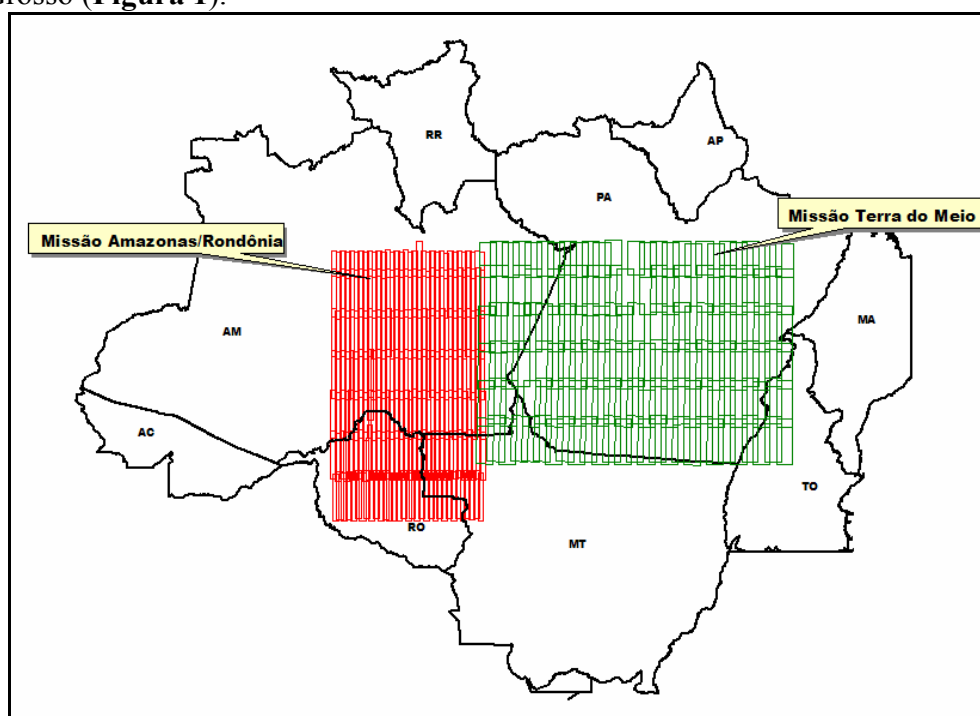 Grosso (Figura 1).
RR
AP
PA
Missão Terra do Meio
Missão Amazonas/Rondônia
AM
MA
AC
TO
RO
MT